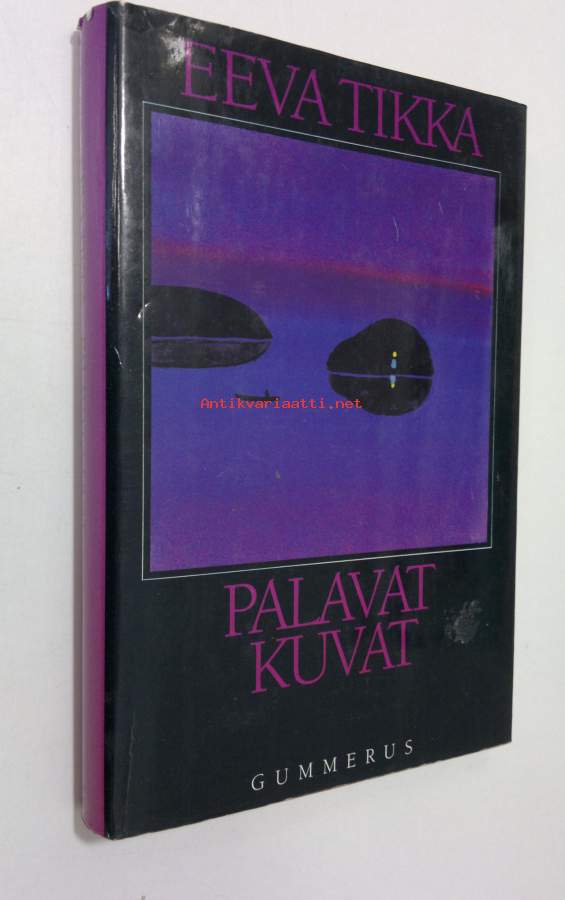 EEVA TIKKA
Antikvariaatti.net
PALAVAT
KUVAT
GUMMERUS